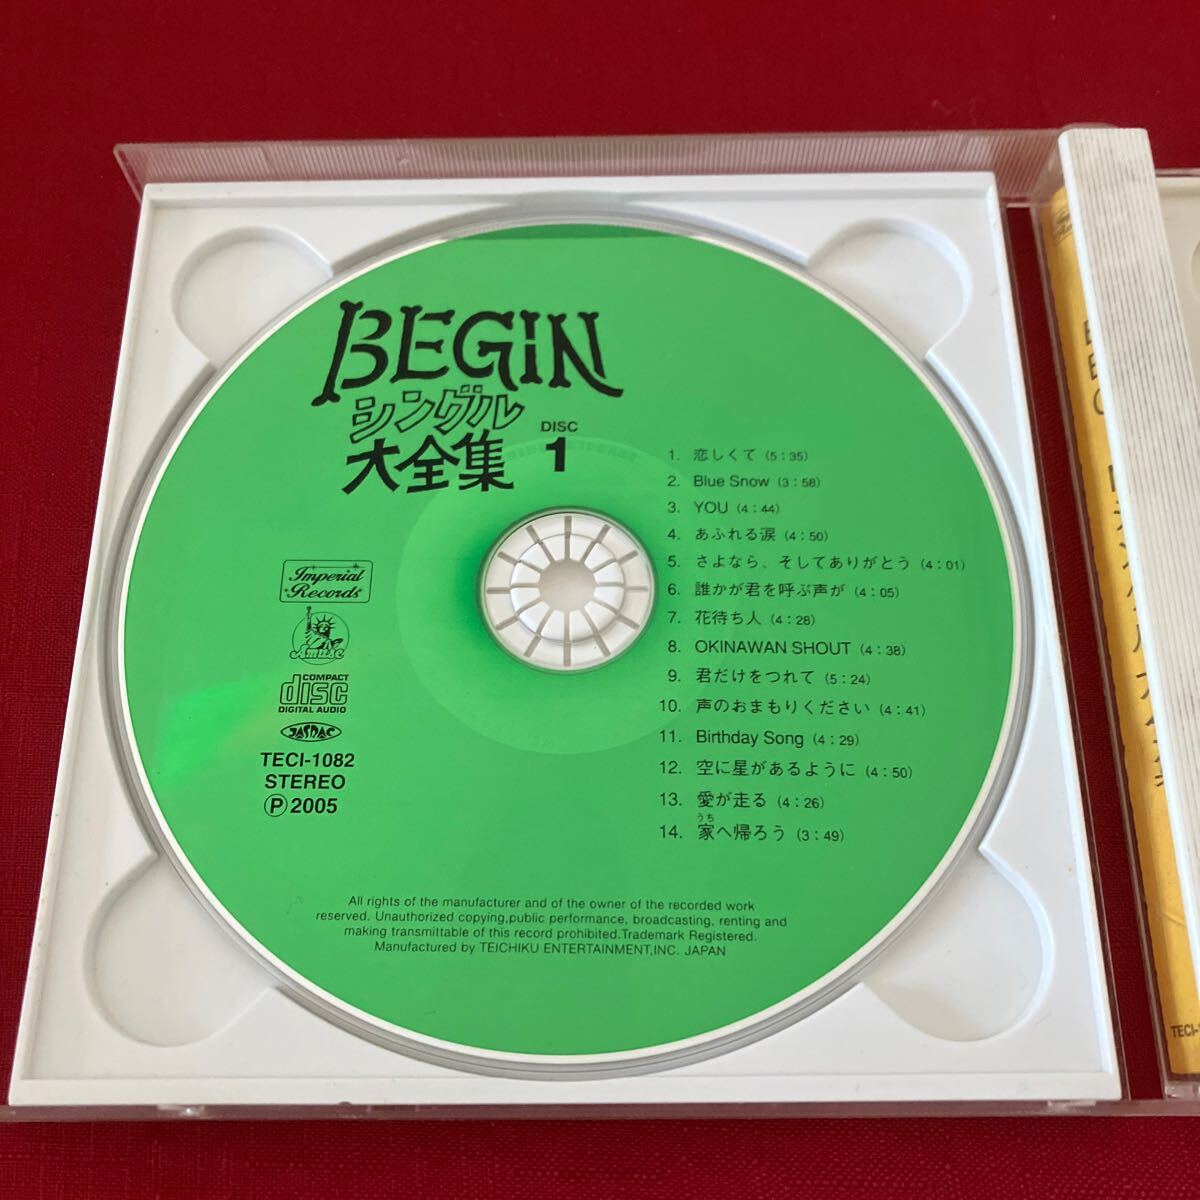 BEGIN
シングル
大全集
DISC
1
1. 恋しくて (5:35)
2. Blue Snow (3:58)
3. YOU (4:44)
4. あふれる涙 (4:50)
5. さよなら、そしてありがとう (4:01)
6. 誰かが君を呼ぶ声が (4:05)
7. 花待ち人 (4:28)
8. OKINAWAN SHOUT (4:38)
9. 君だけをつれて (5:24)
10. 声のおまもりください (4:41)
11. Birthday Song (4:29)
12. 空に星があるように (4:50)
13. 愛が走る (4:26)
うち
14. 家へ帰ろう (3:49)
Imperial
Records
Amuse
COMPACT
disc
DIGITAL AUDIO
JASRAC
TECI-1082
STEREO
Ⓟ 2005
All rights of the manufacturer and of the owner of the recorded work
reserved. Unauthorized copying,public performance, broadcasting, renting and
making transmittable of this record prohibited.Trademark Registered.
Manufactured by TEICHIKU ENTERTAINMENT,INC. JAPAN
TECI-